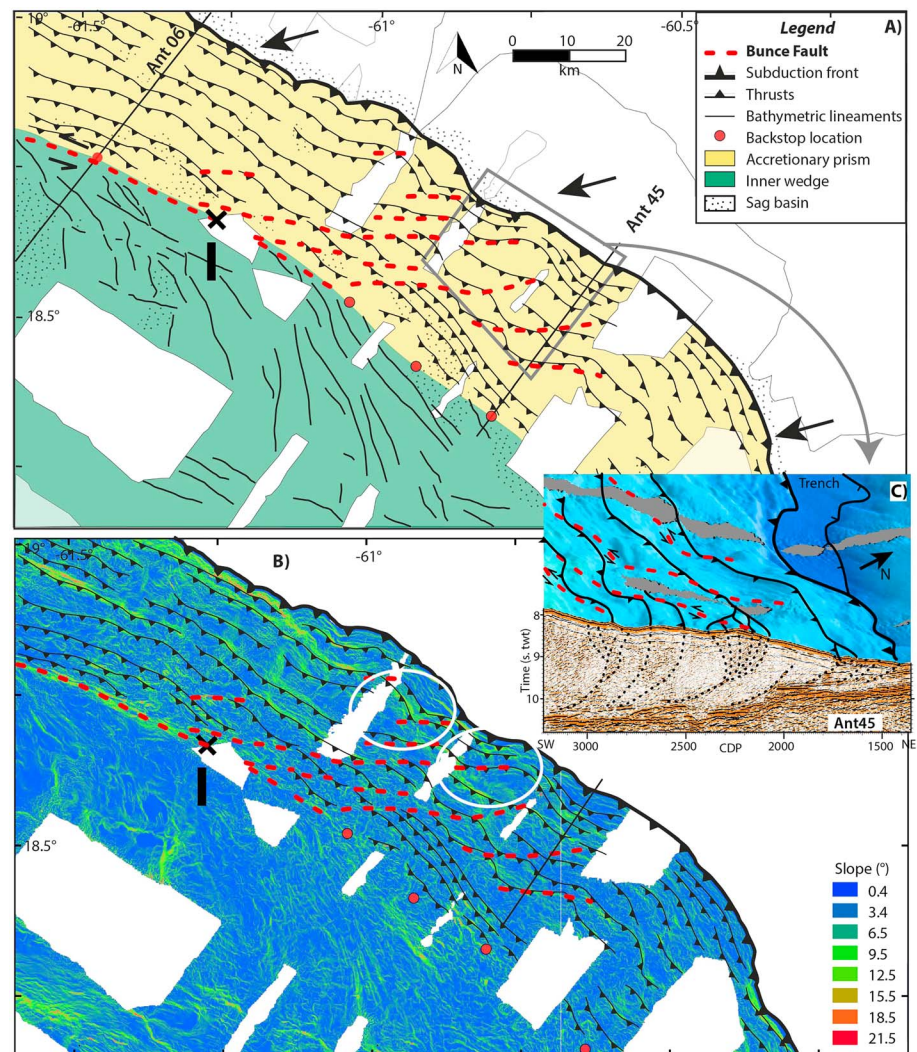 10°
-61.5°
-61°
-60.5°
A)
Legend
Bunce Fault
Subduction front
Thrusts
Bathymetric lineaments
Backstop location
Accretionary prism
Inner wedge
Sag basin
0 10 20
km
N
Ant 06
Ant 45
18.5°
C)
Trench
N
8
9
10
Time (s. twt)
Ant45
SW 3000 2500 CDP 2000 1500 NE
19°
-61.5°
B)
-61°
18.5°
Slope (°)
0.4
3.4
6.5
9.5
12.5
15.5
18.5
21.5